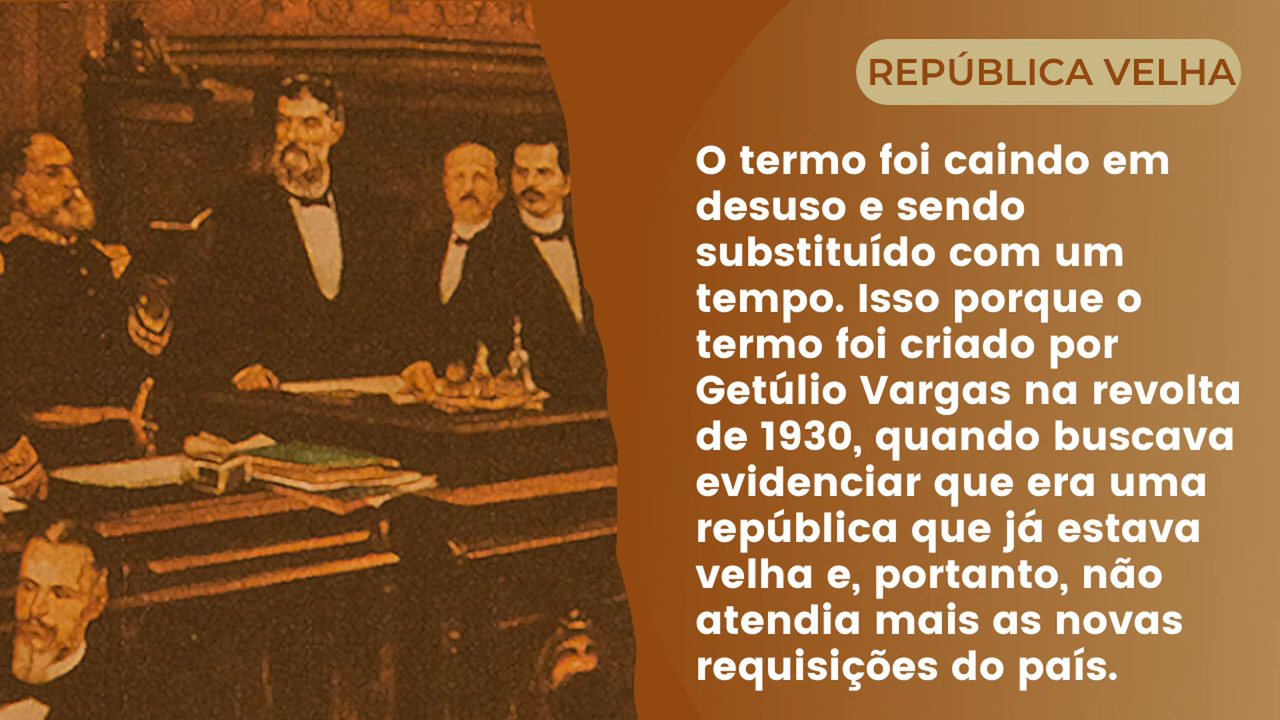 REPÚBLICA VELHA
O termo foi caindo em
desuso e sendo
substituído com um
tempo. Isso porque o
termo foi criado por
Getúlio Vargas na revolta
de 1930, quando buscava
evidenciar que era uma
república que já estava
velha e, portanto, não
atendia mais as novas
requisições do país.